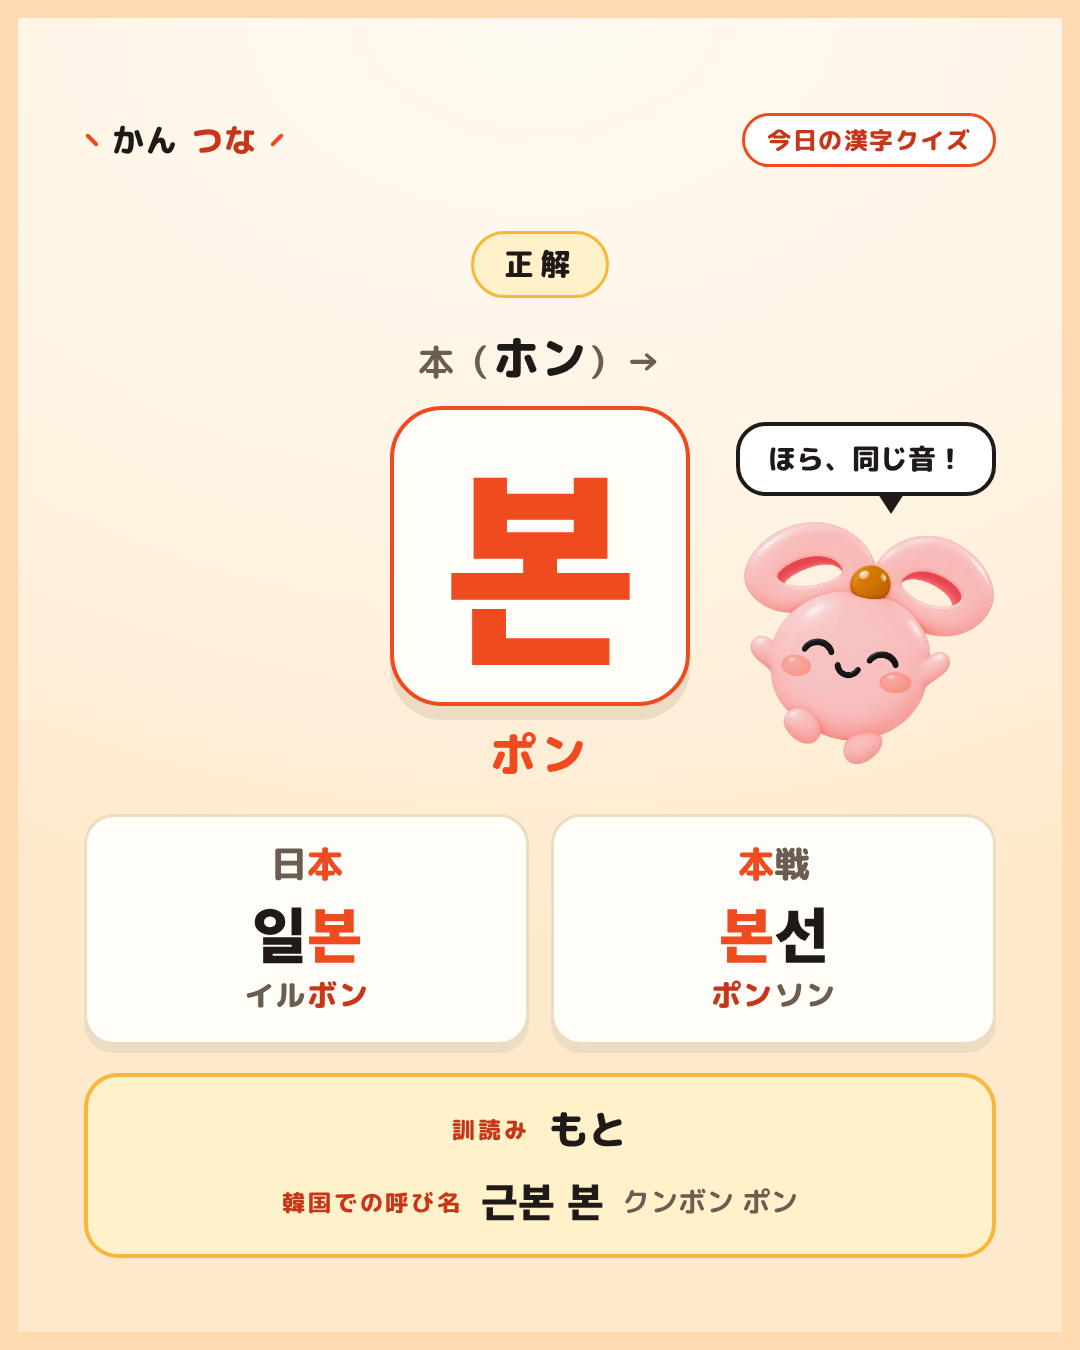 かん つな
今日の漢字クイズ
正解
本（ホン）→
본
ほら、同じ音！
ポン
日本
일본
イルボン
本戦
본선
ポンソン
訓読み もと
韓国での呼び名 근본 본 クンボン ポン